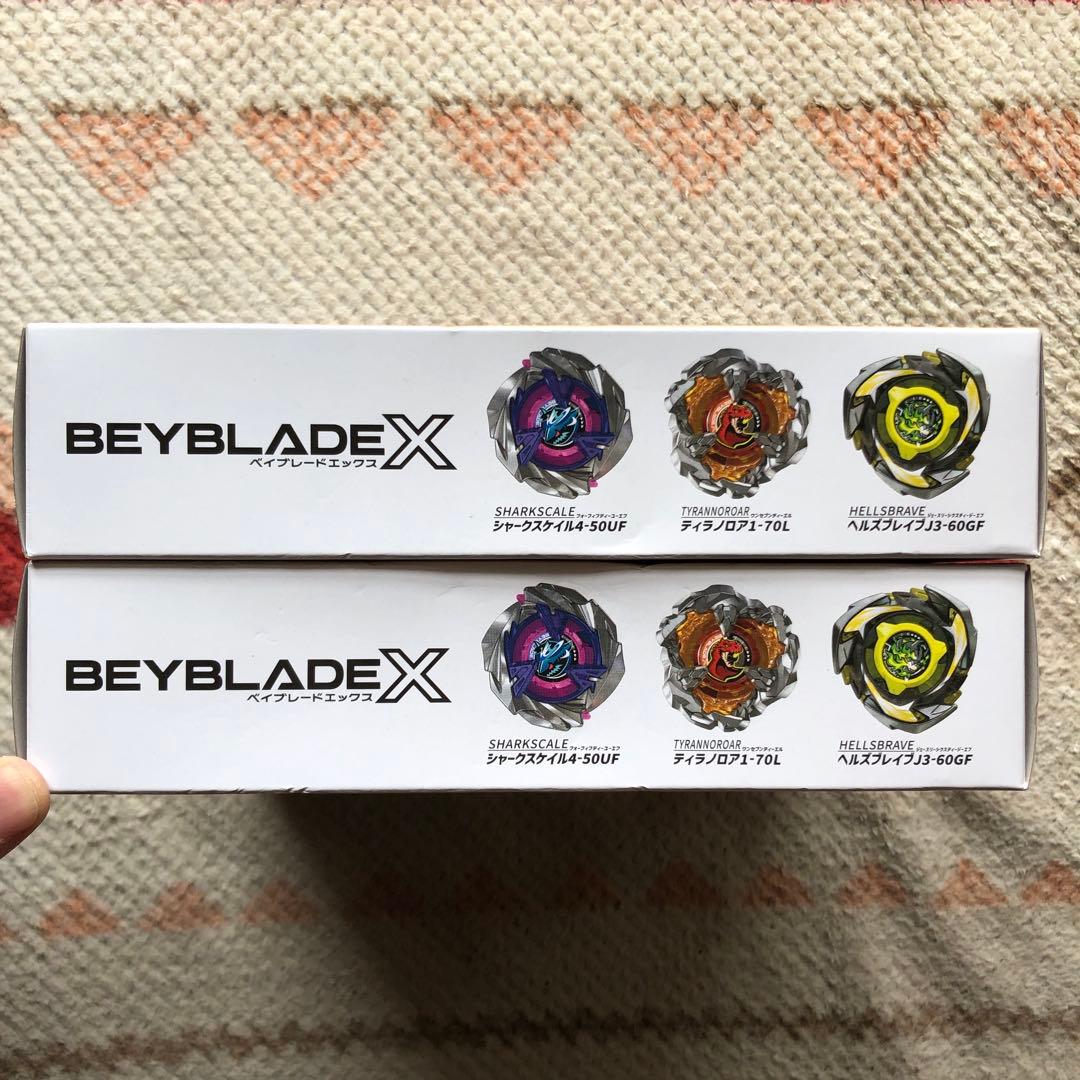 BEYBLADE X
ベイブレードエックス
SHARKSCALE フォーフィフティーユーエフ
シャークスケイル4-50UF
TYRANNOROAR ワンセブンティーエル
ティラノロア1-70L
HELLSBRAVE ジェースリーシックスティージーエフ
ヘルズブレイブJ3-60GF
BEYBLADE X
ベイブレードエックス
SHARKSCALE フォーフィフティーユーエフ
シャークスケイル4-50UF
TYRANNOROAR ワンセブンティーエル
ティラノロア1-70L
HELLSBRAVE ジェースリーシックスティージーエフ
ヘルズブレイブJ3-60GF